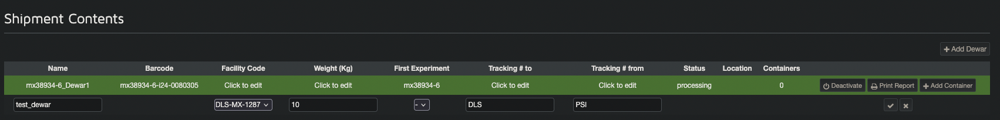 Shipment Contents
+ Add Dewar
Name Barcode Facility Code Weight (Kg) First Experiment Tracking # to Tracking # from Status Location Containers
mx38934-6_Dewar1 mx38934-6-i24-0080305 Click to edit Click to edit mx38934-6 Click to edit Click to edit processing 0 Deactivate Print Report + Add Container
test_dewar DLS-MX-1287 10 - DLS PSI